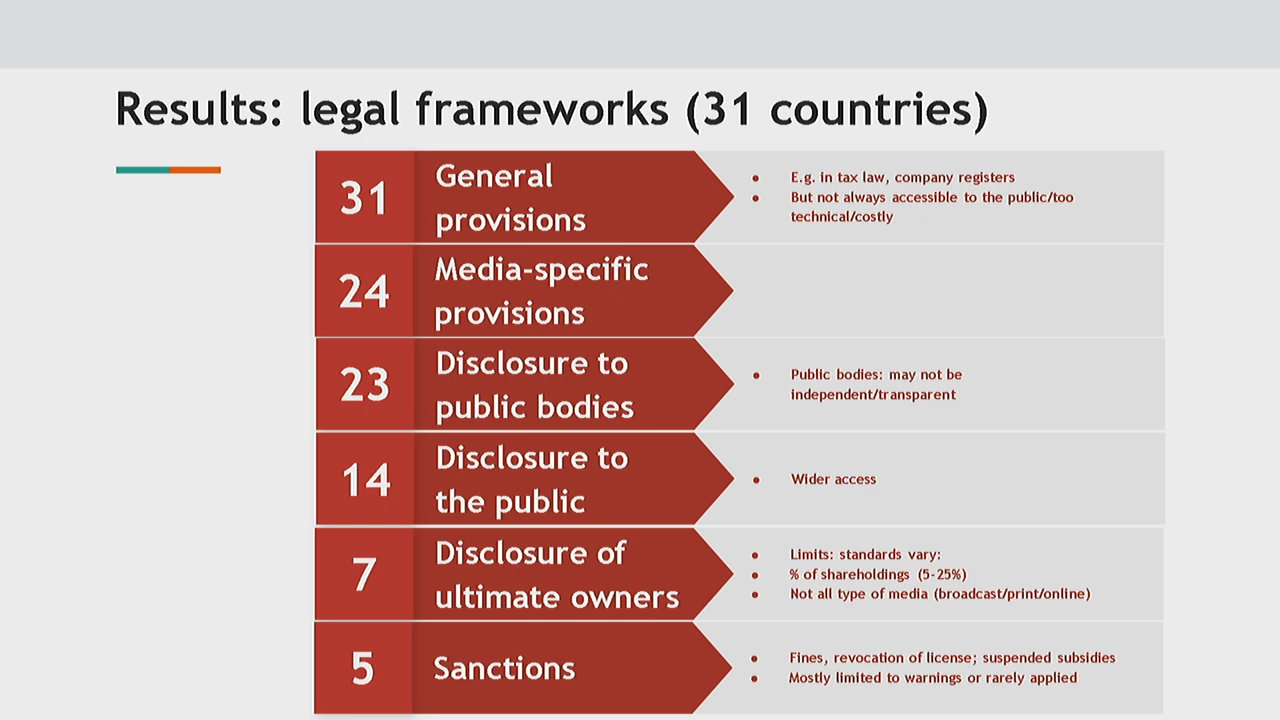 Results: legal frameworks (31 countries)
31
General
provisions
• E.g. in tax law, company registers
• But not always accessible to the public/too
technical/costly
24
Media-specific
provisions
23
Disclosure to
public bodies
• Public bodies: may not be
independent/transparent
14
Disclosure to
the public
• Wider access
7
Disclosure of
ultimate owners
• Limits: standards vary:
• % of shareholdings (5-25%)
• Not all type of media (broadcast/print/online)
5
Sanctions
• Fines, revocation of license; suspended subsidies
• Mostly limited to warnings or rarely applied